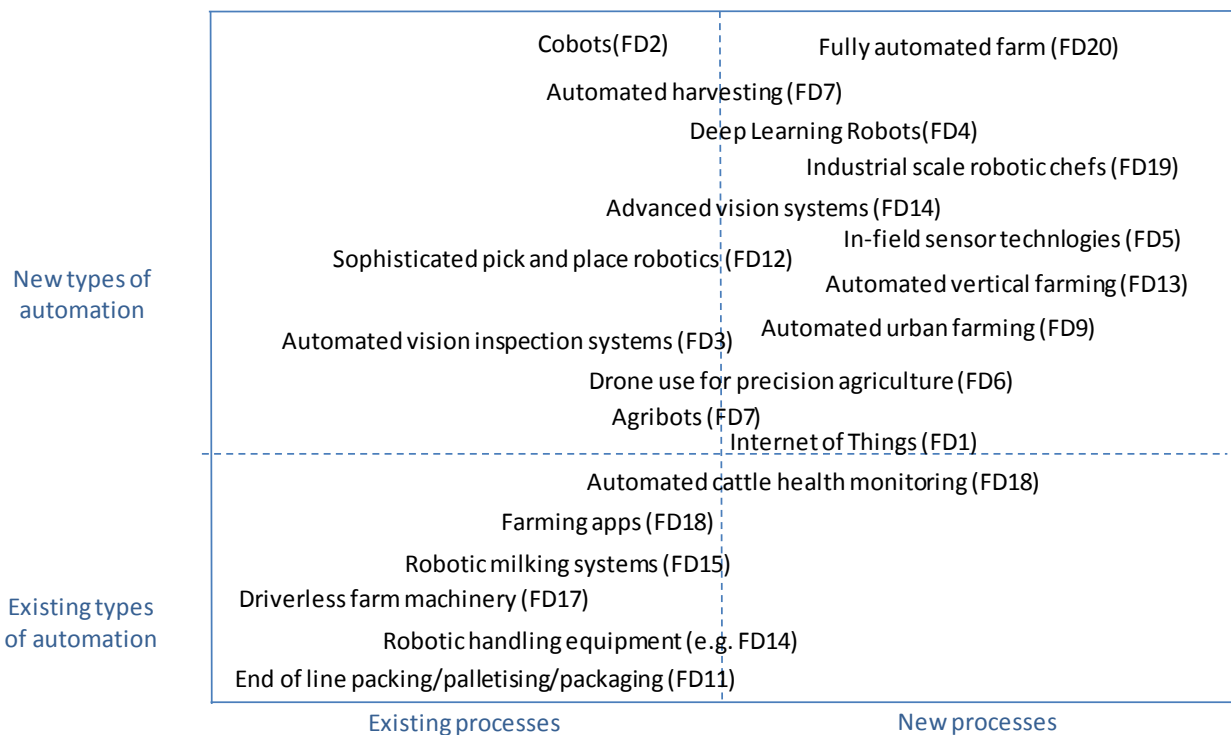 Cobots(FD2)
Fully automated farm (FD20)
Automated harvesting (FD7)
Deep Learning Robots(FD4)
Industrial scale robotic chefs (FD19)
Advanced vision systems (FD14)
In-field sensor technlogies (FD5)
Sophisticated pick and place robotics (FD12)
New types of
automation
Automated vertical farming (FD13)
Automated urban farming (FD9)
Automated vision inspection systems (FD3)
Drone use for precision agriculture (FD6)
Agribots (FD7)
Internet of Things (FD1)
Automated cattle health monitoring (FD18)
Farming apps (FD18)
Robotic milking systems (FD15)
Driverless farm machinery (FD17)
Existing types
of automation
Robotic handling equipment (e.g. FD14)
End of line packing/palletising/packaging (FD11)
Existing processes
New processes